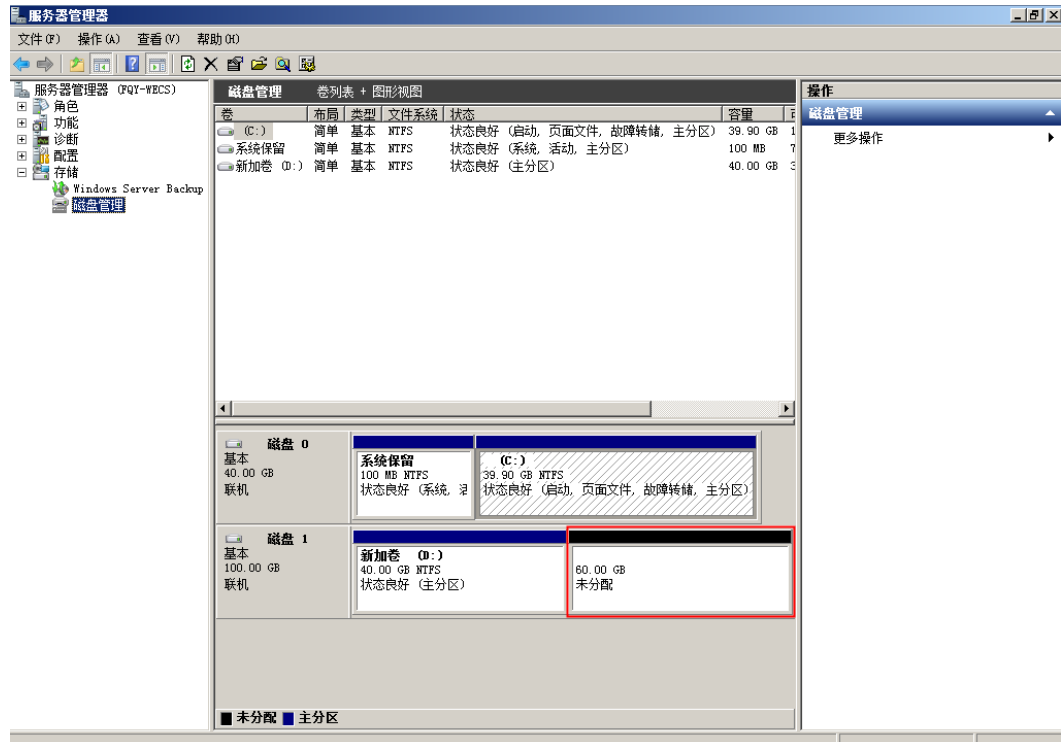 服务器管理器
文件(F) 操作(A) 查看(V) 帮助(H)
服务器管理器 (FQY-WECS)
角色
功能
诊断
配置
存储
Windows Server Backup
磁盘管理
磁盘管理 卷列表 + 图形视图
卷 布局 类型 文件系统 状态 容量
(C:) 简单 基本 NTFS 状态良好 (启动, 页面文件, 故障转储, 主分区) 39.90 GB 1
系统保留 简单 基本 NTFS 状态良好 (系统, 活动, 主分区) 100 MB 7
新加卷 (D:) 简单 基本 NTFS 状态良好 (主分区) 40.00 GB 3
磁盘 0
基本
40.00 GB
联机
系统保留
100 MB NTFS
状态良好 (系统,
(C:)
39.90 GB NTFS
状态良好 (启动, 页面文件, 故障转储, 主分区)
磁盘 1
基本
100.00 GB
联机
新加卷 (D:)
40.00 GB NTFS
状态良好 (主分区)
60.00 GB
未分配
未分配 主分区
操作
磁盘管理
更多操作